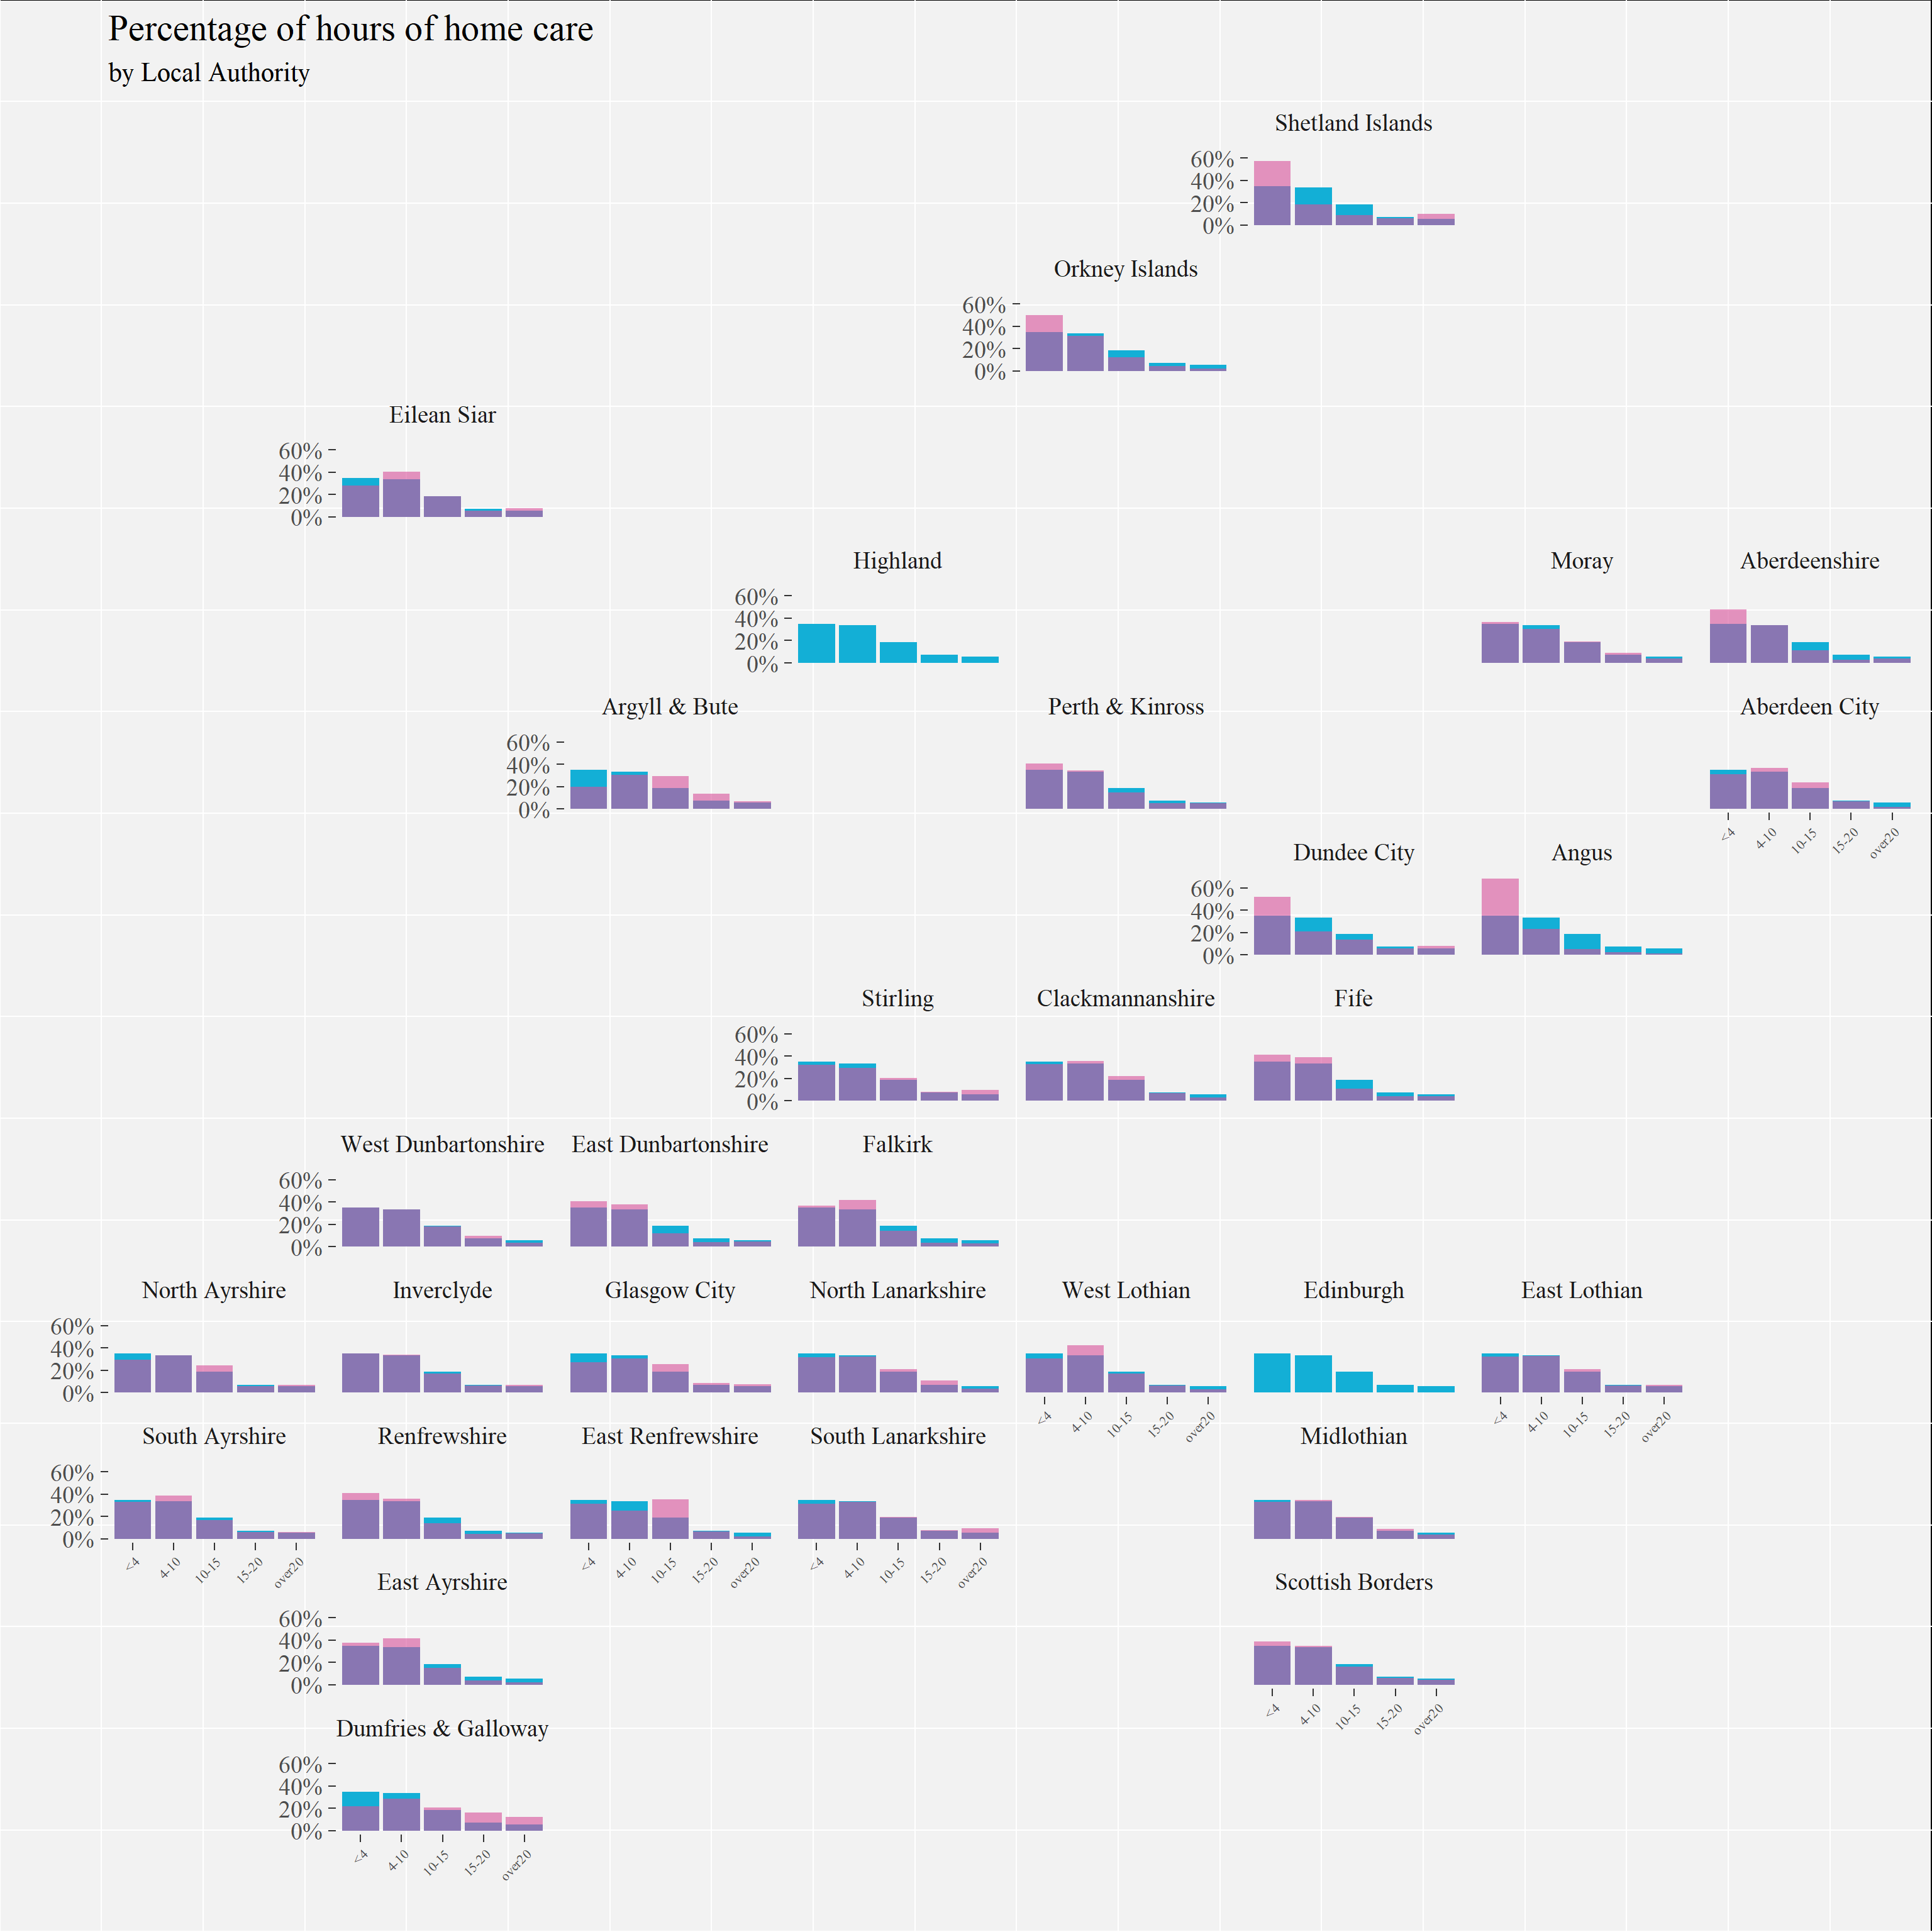 Percentage of hours of home care
by Local Authority
Shetland Islands
60%
40%
20%
0%
Orkney Islands
60%
40%
20%
0%
Eilean Siar
60%
40%
20%
0%
Highland Moray Aberdeenshire
60%
40%
20%
0%
Argyll & Bute Perth & Kinross Aberdeen City
60%
40%
20%
0%
<4 4-10 10-15 15-20 over20
Dundee City Angus
60%
40%
20%
0%
Stirling Clackmannanshire Fife
60%
40%
20%
0%
West Dunbartonshire East Dunbartonshire Falkirk
60%
40%
20%
0%
North Ayrshire Inverclyde Glasgow City North Lanarkshire West Lothian Edinburgh East Lothian
60%
40%
20%
0%
<4 4-10 10-15 15-20 over20 <4 4-10 10-15 15-20 over20
South Ayrshire Renfrewshire East Renfrewshire South Lanarkshire Midlothian
60%
40%
20%
0%
<4 4-10 10-15 15-20 over20 <4 4-10 10-15 15-20 over20 <4 4-10 10-15 15-20 over20
East Ayrshire Scottish Borders
60%
40%
20%
0%
<4 4-10 10-15 15-20 over20
Dumfries & Galloway
60%
40%
20%
0%
<4 4-10 10-15 15-20 over20